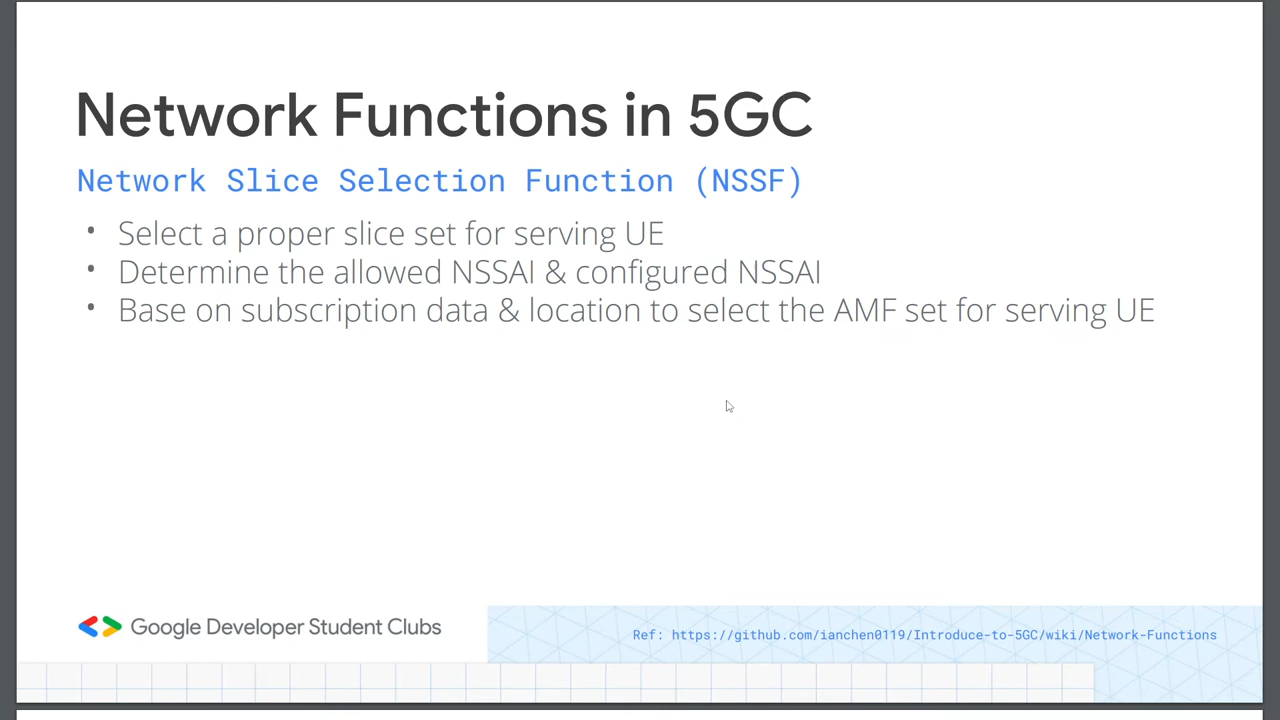 Network Functions in 5GC
Network Slice Selection Function (NSSF)
• Select a proper slice set for serving UE
• Determine the allowed NSSAI & configured NSSAI
• Base on subscription data & location to select the AMF set for serving UE
Google Developer Student Clubs
Ref: https://github.com/ianchen0119/Introduce-to-5GC/wiki/Network-Functions